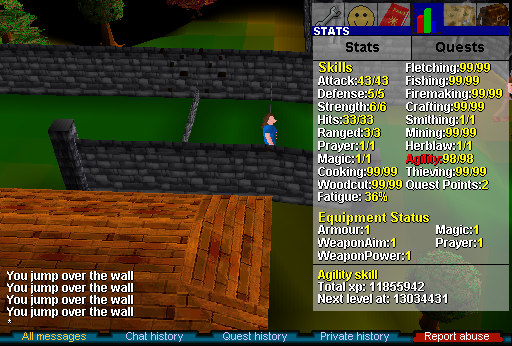 STATS
Stats Quests
Skills
Attack:43/43
Defense:5/5
Strength:6/6
Hits:33/33
Ranged:3/3
Prayer:1/1
Magic:1/1
Cooking:99/99
Woodcut:99/99
Fatigue: 36%
Fletching:99/99
Fishing:99/99
Firemaking:99/99
Crafting:99/99
Smithing:1/1
Mining:99/99
Herblaw:1/1
Agility:98/98
Thieving:99/99
Quest Points:2
Equipment Status
Armour:1 Magic:1
WeaponAim:1 Prayer:1
WeaponPower:1
Agility skill
Total xp: 11855942
Next level at: 13034431
You jump over the wall
You jump over the wall
You jump over the wall
You jump over the wall
*
All messages Chat history Quest history Private history Report abuse